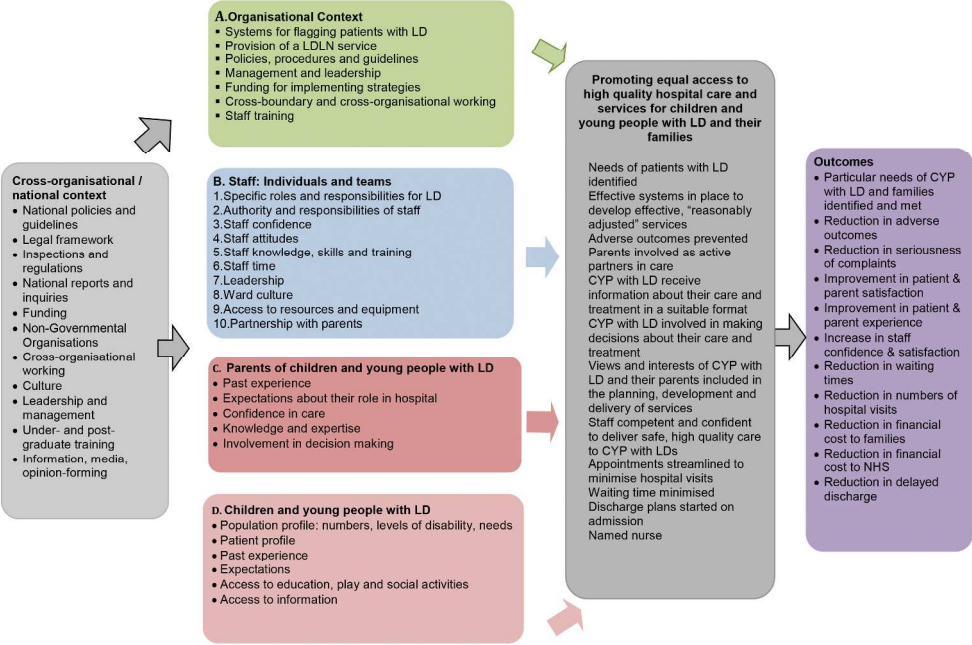 Cross-organisational /
national context
• National policies and
guidelines
• Legal framework
• Inspections and
regulations
• National reports and
inquiries
• Funding
• Non-Governmental
Organisations
• Cross-organisational
working
• Culture
• Leadership and
management
• Under- and post-
graduate training
• Information, media,
opinion-forming
A.Organisational Context
▪ Systems for flagging patients with LD
▪ Provision of a LDLN service
▪ Policies, procedures and guidelines
▪ Management and leadership
▪ Funding for implementing strategies
▪ Cross-boundary and cross-organisational working
▪ Staff training
B. Staff: Individuals and teams
1.Specific roles and responsibilities for LD
2.Authority and responsibilities of staff
3.Staff confidence
4.Staff attitudes
5.Staff knowledge, skills and training
6.Staff time
7.Leadership
8.Ward culture
9.Access to resources and equipment
10.Partnership with parents
C. Parents of children and young people with LD
• Past experience
• Expectations about their role in hospital
• Confidence in care
• Knowledge and expertise
• Involvement in decision making
D. Children and young people with LD
• Population profile: numbers, levels of disability, needs
• Patient profile
• Past experience
• Expectations
• Access to education, play and social activities
• Access to information
Promoting equal access to
high quality hospital care and
services for children and
young people with LD and their
families
Needs of patients with LD
identified
Effective systems in place to
develop effective, “reasonably
adjusted” services
Adverse outcomes prevented
Parents involved as active
partners in care
CYP with LD receive
information about their care and
treatment in a suitable format
CYP with LD involved in making
decisions about their care and
treatment
Views and interests of CYP with
LD and their parents included in
the planning, development and
delivery of services
Staff competent and confident
to deliver safe, high quality care
to CYP with LDs
Appointments streamlined to
minimise hospital visits
Waiting time minimised
Discharge plans started on
admission
Named nurse
Outcomes
• Particular needs of CYP
with LD and families
identified and met
• Reduction in adverse
outcomes
• Reduction in seriousness
of complaints
• Improvement in patient &
parent satisfaction
• Improvement in patient &
parent experience
• Increase in staff
confidence & satisfaction
• Reduction in waiting
times
• Reduction in numbers of
hospital visits
• Reduction in financial
cost to families
• Reduction in financial
cost to NHS
• Reduction in delayed
discharge